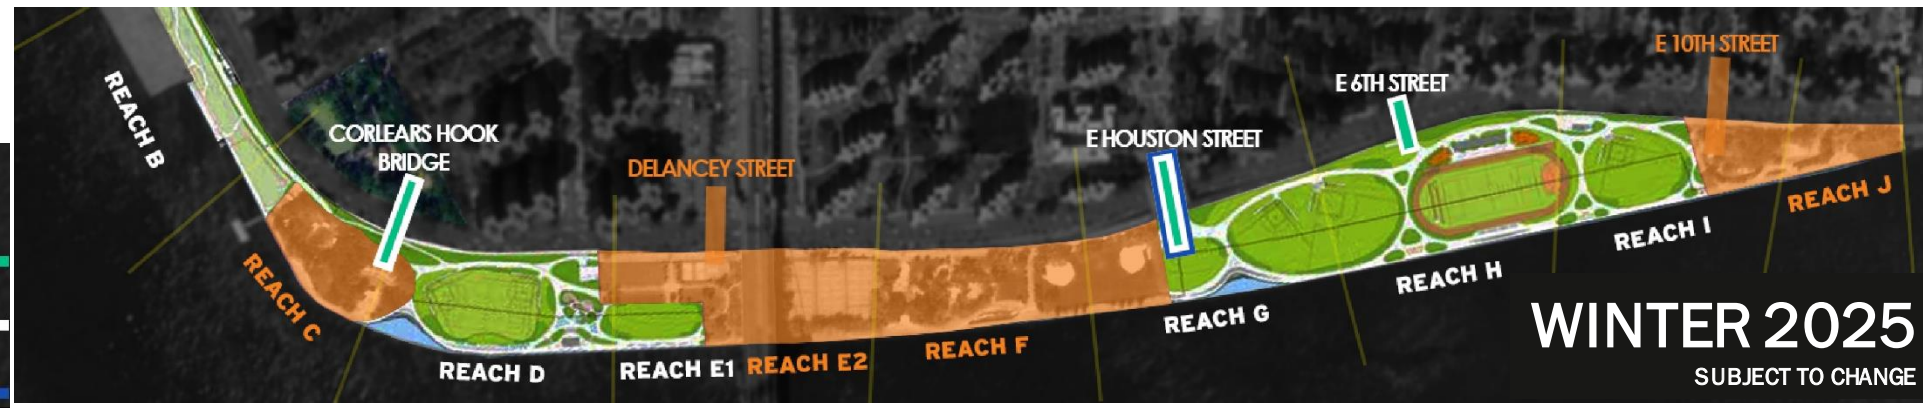 REACH B
CORLEARS HOOK
BRIDGE
REACH C
DELANCEY STREET
REACH D
REACH E1
REACH E2
REACH F
E HOUSTON STREET
REACH G
E 6TH STREET
REACH H
REACH I
E 10TH STREET
REACH J
WINTER 2025
SUBJECT TO CHANGE